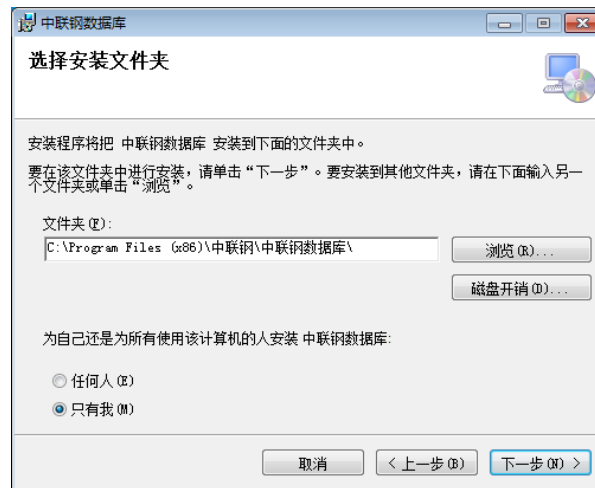 中联钢数据库
选择安装文件夹
安装程序将把 中联钢数据库 安装到下面的文件夹中。
要在该文件夹中进行安装，请单击“下一步”。要安装到其他文件夹，请在下面输入另一
个文件夹或单击“浏览”。
文件夹(F):
C:\Program Files (x86)\中联钢\中联钢数据库\
浏览(R)...
磁盘开销(D)...
为自己还是为所有使用该计算机的人安装 中联钢数据库:
任何人(E)
只有我(M)
取消
< 上一步(B)
下一步(N) >